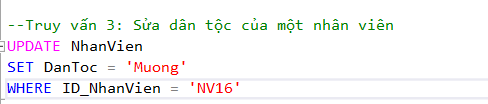 --Truy vấn 3: Sửa dân tộc của một nhân viên
UPDATE NhanVien
SET DanToc = 'Muong'
WHERE ID_NhanVien = 'NV16'